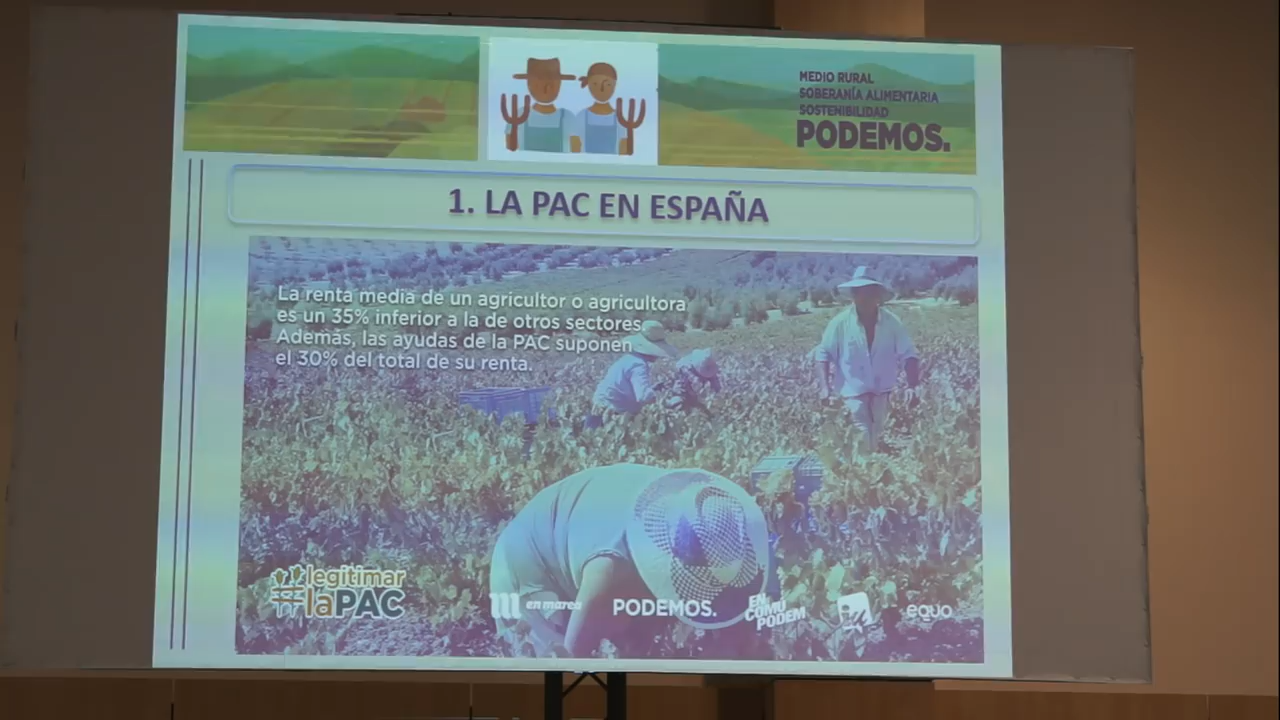 MEDIO RURAL
SOBERANÍA ALIMENTARIA
SOSTENIBILIDAD
PODEMOS.
1. LA PAC EN ESPAÑA
La renta media de un agricultor o agricultora
es un 35% inferior a la de otros sectores.
Además, las ayudas de la PAC suponen
el 30% del total de su renta.
legitimar
laPAC
en marea
PODEMOS.
EN
COMÚ
PODEM
iu
equo